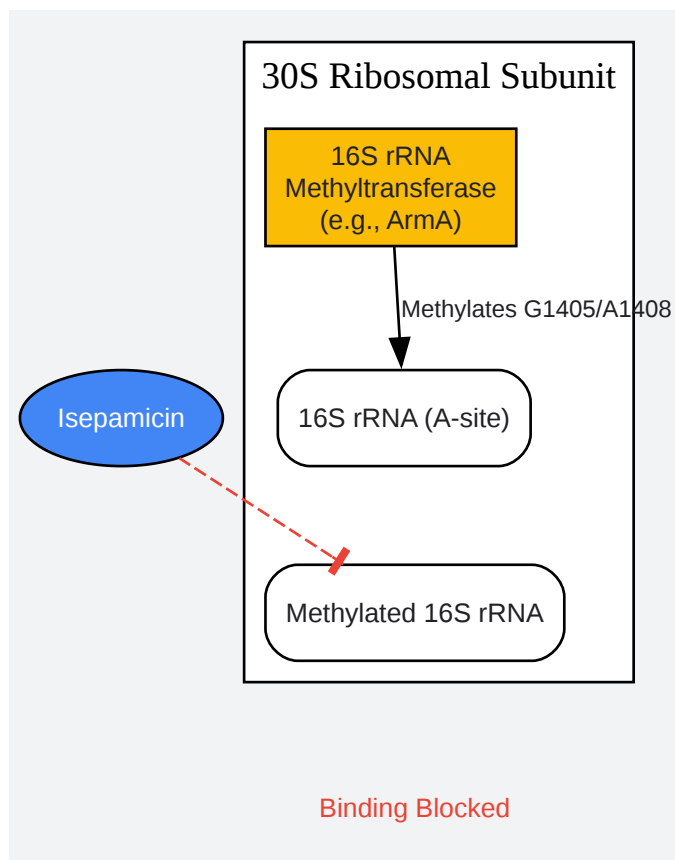 30S Ribosomal Subunit
16S rRNA
Methyltransferase
(e.g., ArmA)
Methylates G1405/A1408
Isepamicin
16S rRNA (A-site)
Methylated 16S rRNA
Binding Blocked